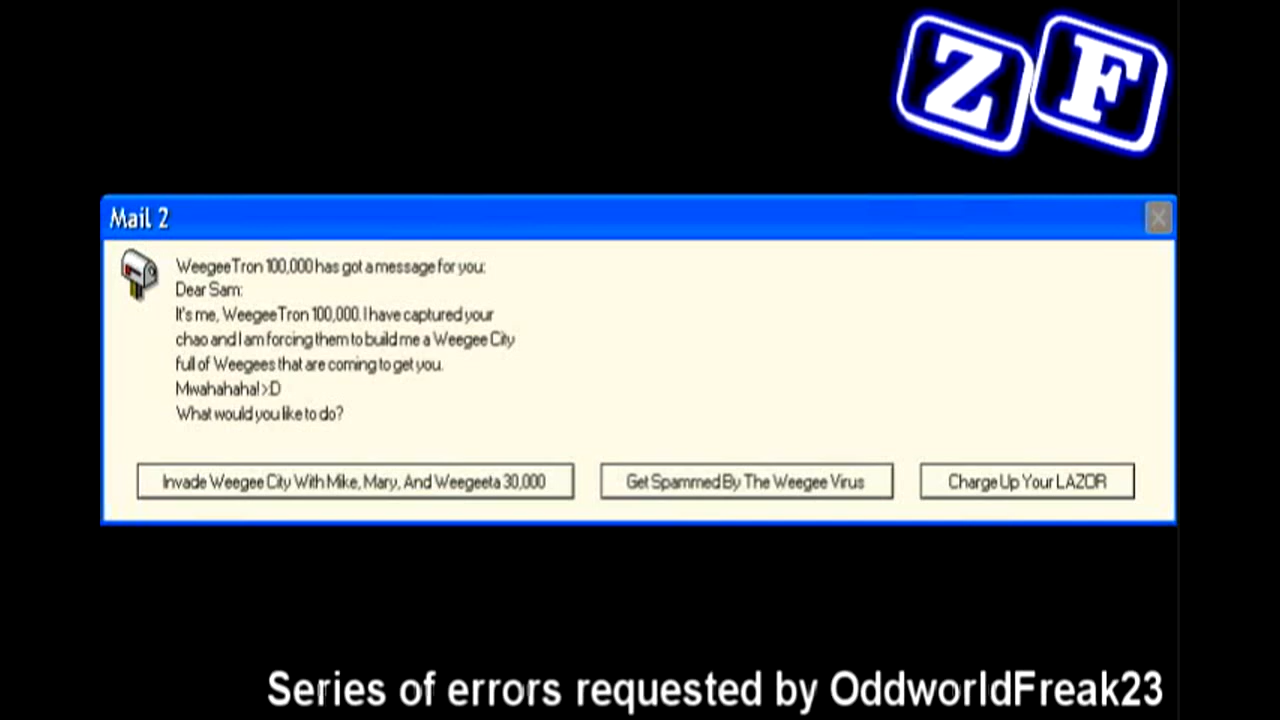 Z F
Mail 2
WeegeeTron 100,000 has got a message for you:
Dear Sam:
It's me, WeegeeTron 100,000. I have captured your
chao and I am forcing them to build me a Weegee City
full of Weegees that are coming to get you.
Mwahahaha! >:D
What would you like to do?
Invade Weegee City With Mike, Mary, And Weegeeta 30,000 Get Spammed By The Weegee Virus Charge Up Your LAZOR
Series of errors requested by OddworldFreak23